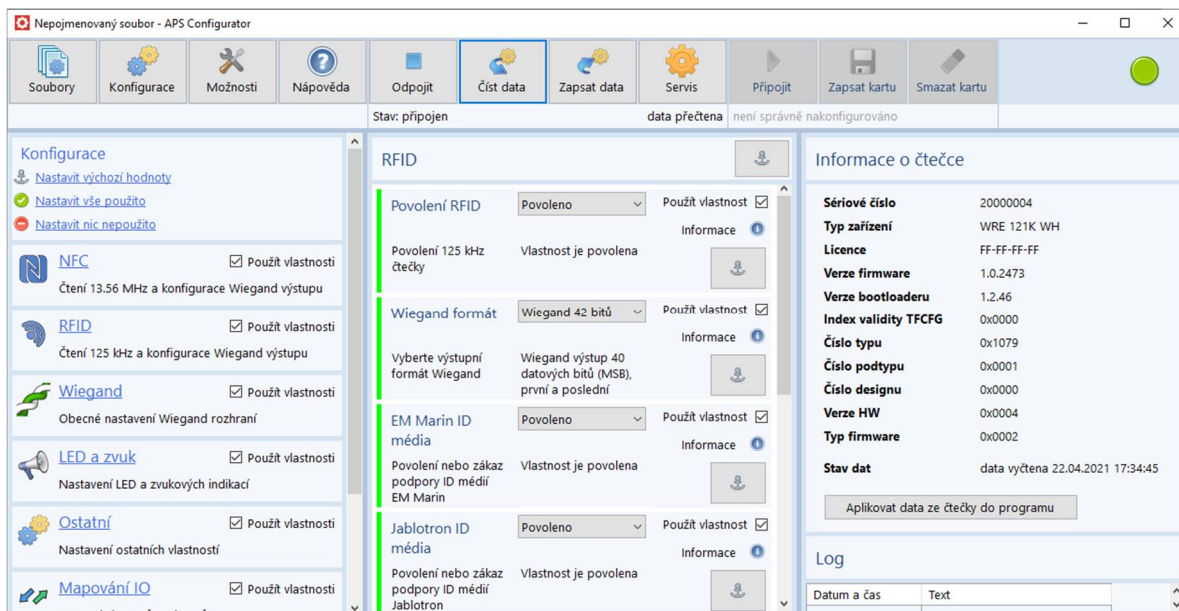 Nepojmenovaný soubor - APS Configurator
Soubory
Konfigurace
Možnosti
Nápověda
Odpojit
Číst data
Zapsat data
Servis
Připojit
Zapsat kartu
Smazat kartu
Stav: připojen
data přečtena
není správně nakonfigurováno
Konfigurace
Nastavit výchozí hodnoty
Nastavit vše použito
Nastavit nic nepoužito
NFC
Použít vlastnosti
Čtení 13.56 MHz a konfigurace Wiegand výstupu
RFID
Použít vlastnosti
Čtení 125 kHz a konfigurace Wiegand výstupu
Wiegand
Použít vlastnosti
Obecné nastavení Wiegand rozhraní
LED a zvuk
Použít vlastnosti
Nastavení LED a zvukových indikací
Ostatní
Použít vlastnosti
Nastavení ostatních vlastností
Mapování IO
Použít vlastnosti
RFID
Povolení RFID
Povoleno
Použít vlastnost
Informace
Povolení 125 kHz
čtečky
Vlastnost je povolena
Wiegand formát
Wiegand 42 bitů
Použít vlastnost
Informace
Vyberte výstupní
formát Wiegand
Wiegand výstup 40
datových bitů (MSB),
první a poslední
EM Marin ID
média
Povoleno
Použít vlastnost
Informace
Povolení nebo zákaz
podpory ID médií
EM Marin
Vlastnost je povolena
Jablotron ID
média
Povoleno
Použít vlastnost
Informace
Povolení nebo zákaz
podpory ID médií
Jablotron
Vlastnost je povolena
Informace o čtečce
Sériové číslo 20000004
Typ zařízení WRE 121K WH
Licence FF-FF-FF-FF
Verze firmware 1.0.2473
Verze bootloaderu 1.2.46
Index validity TFCFG 0x0000
Číslo typu 0x1079
Číslo podtypu 0x0001
Číslo designu 0x0000
Verze HW 0x0004
Typ firmware 0x0002
Stav dat data vyčtena 22.04.2021 17:34:45
Aplikovat data ze čtečky do programu
Log
Datum a čas Text